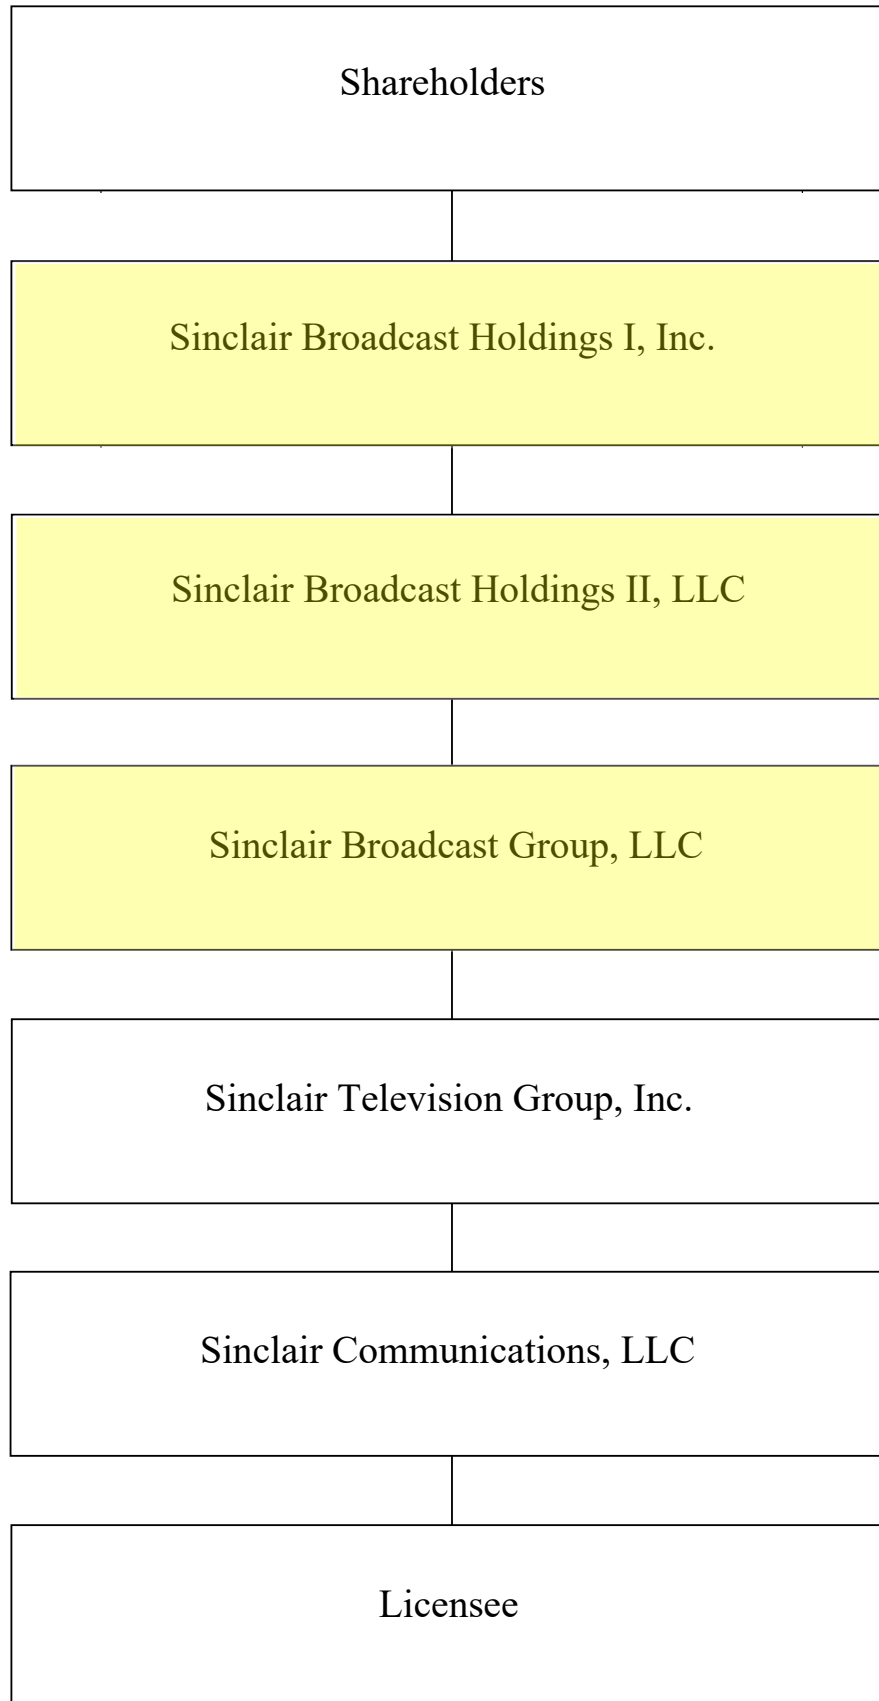 Shareholders
Sinclair Broadcast Holdings I, Inc.
Sinclair Broadcast Holdings II, LLC
Sinclair Broadcast Group, LLC
Sinclair Television Group, Inc.
Sinclair Communications, LLC
Licensee